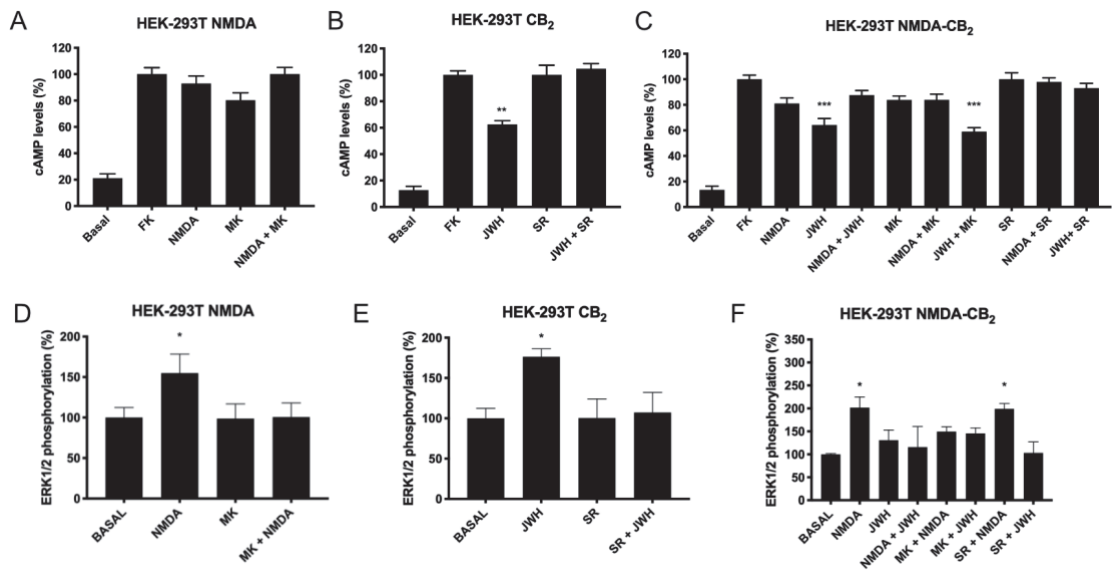 A
HEK-293T NMDA
cAMP levels (%)
120
100
80
60
40
20
0
Basal
FK
NMDA
MK
NMDA + MK
B
HEK-293T CB2
cAMP levels (%)
120
100
80
60
40
20
0
**
Basal
FK
JWH
SR
JWH + SR
C
HEK-293T NMDA-CB2
cAMP levels (%)
120
100
80
60
40
20
0
***
***
Basal
FK
NMDA
JWH
NMDA + JWH
MK
NMDA + MK
JWH + MK
SR
NMDA + SR
JWH+ SR
D
HEK-293T NMDA
ERK1/2 phosphorylation (%)
200
150
100
50
0
*
BASAL
NMDA
MK
MK + NMDA
E
HEK-293T CB2
ERK1/2 phosphorylation (%)
200
150
100
50
0
*
BASAL
JWH
SR
SR + JWH
F
HEK-293T NMDA-CB2
ERK1/2 phosphorylation (%)
350
300
250
200
150
100
50
0
*
*
BASAL
NMDA
JWH
NMDA + JWH
MK + NMDA
MK + JWH
SR + NMDA
SR + JWH